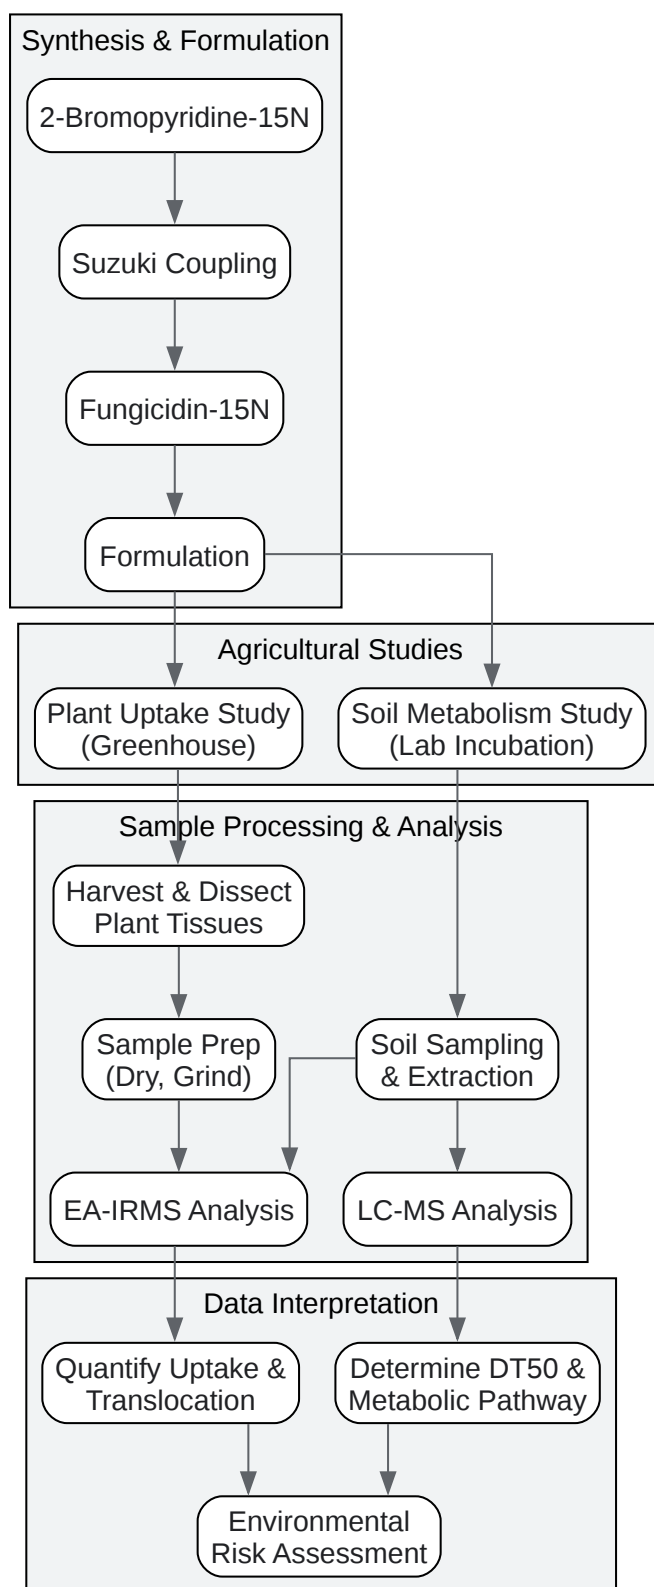 Synthesis & Formulation
2-Bromopyridine-15N
Suzuki Coupling
Fungicidin-15N
Formulation
Agricultural Studies
Plant Uptake Study
(Greenhouse)
Soil Metabolism Study
(Lab Incubation)
Sample Processing & Analysis
Harvest & Dissect
Plant Tissues
Sample Prep
(Dry, Grind)
Soil Sampling
& Extraction
EA-IRMS Analysis
LC-MS Analysis
Data Interpretation
Quantify Uptake &
Translocation
Determine DT50 &
Metabolic Pathway
Environmental
Risk Assessment